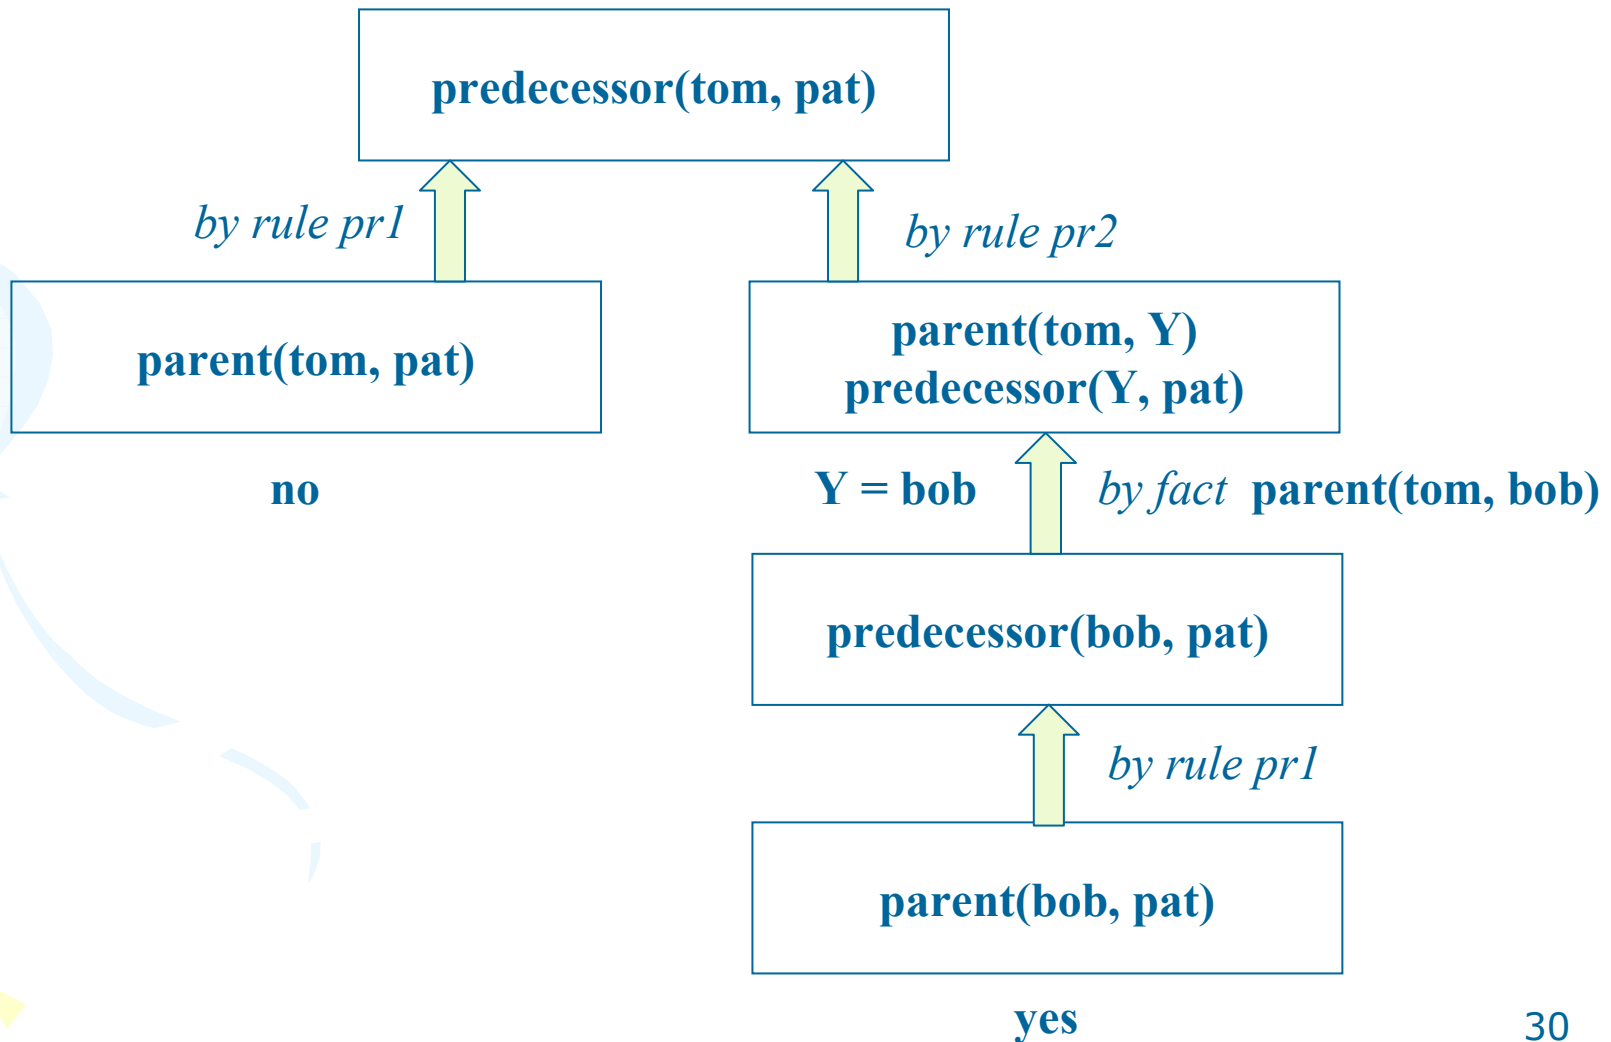 predecessor(tom, pat)
by rule pr1
by rule pr2
parent(tom, pat)
parent(tom, Y)
predecessor(Y, pat)
no
Y = bob
by fact parent(tom, bob)
predecessor(bob, pat)
by rule pr1
parent(bob, pat)
yes
30